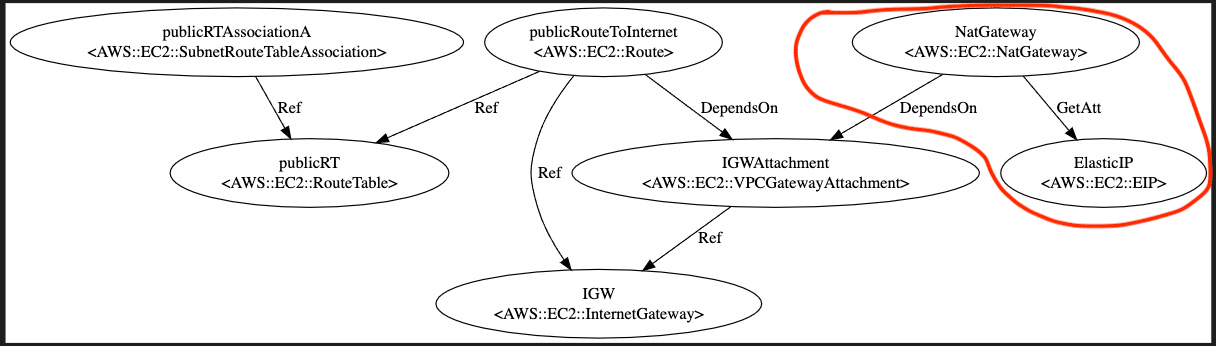 publicRTAssociationA
<AWS::EC2::SubnetRouteTableAssociation>
publicRouteToInternet
<AWS::EC2::Route>
NatGateway
<AWS::EC2::NatGateway>
Ref
Ref
DependsOn
DependsOn
GetAtt
publicRT
<AWS::EC2::RouteTable>
Ref
IGWAttachment
<AWS::EC2::VPCGatewayAttachment>
ElasticIP
<AWS::EC2::EIP>
Ref
IGW
<AWS::EC2::InternetGateway>